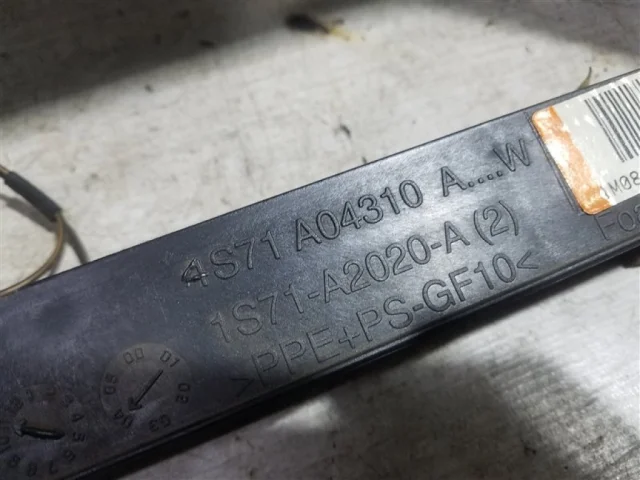 4S71 A04310 A....W
1S71-A2020-A (2)
>PPE+PS-GF10<